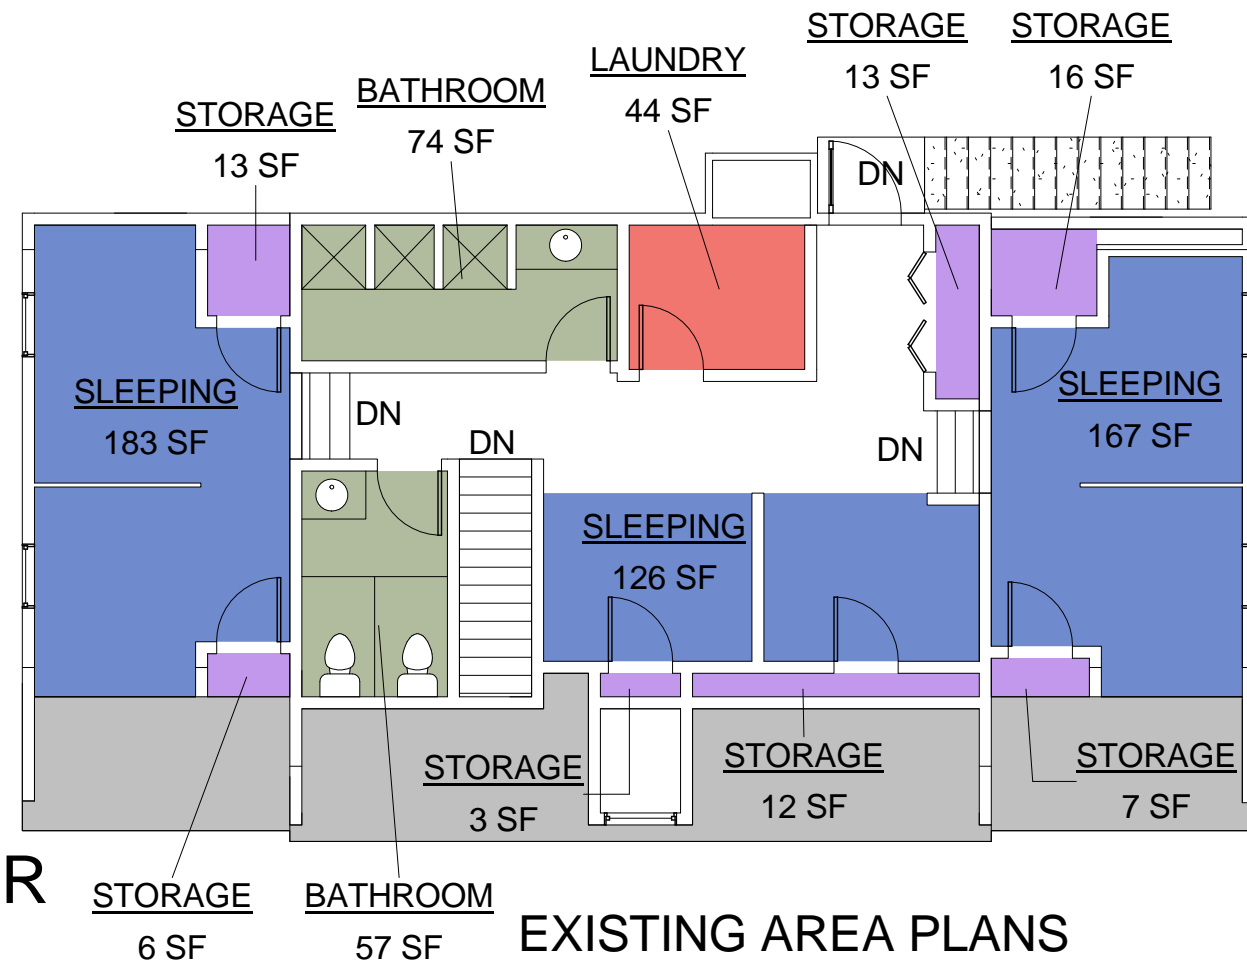 STORAGE
13 SF
STORAGE
16 SF
LAUNDRY
44 SF
BATHROOM
74 SF
STORAGE
13 SF
DN
SLEEPING
183 SF
DN
DN
DN
SLEEPING
167 SF
SLEEPING
126 SF
STORAGE
3 SF
STORAGE
12 SF
STORAGE
7 SF
R
STORAGE
6 SF
BATHROOM
57 SF
EXISTING AREA PLANS